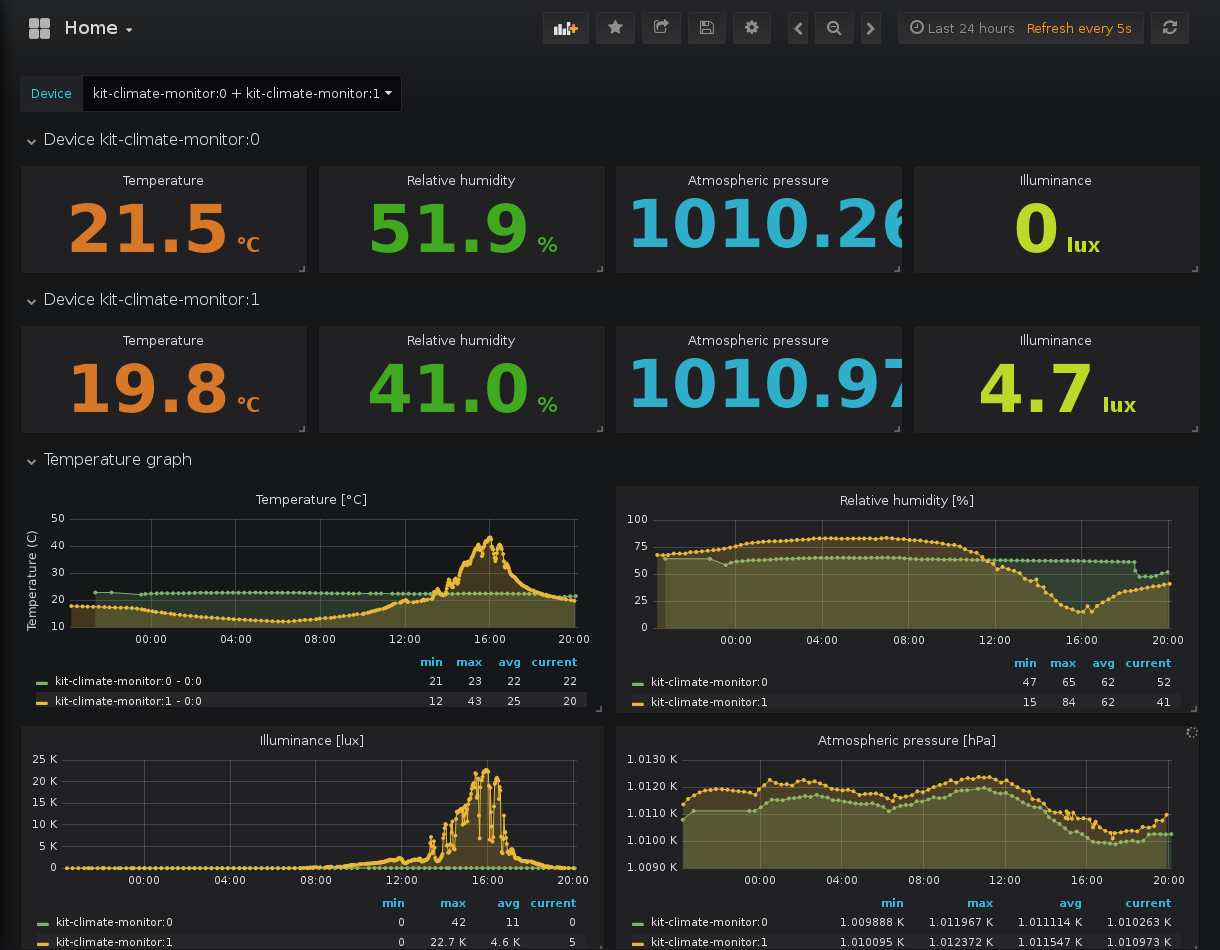 Home
Last 24 hours Refresh every 5s
Device kit-climate-monitor:0 + kit-climate-monitor:1
Device kit-climate-monitor:0
Temperature Relative humidity Atmospheric pressure Illuminance
21.5 °C 51.9 % 1010.26 0 lux
Device kit-climate-monitor:1
Temperature Relative humidity Atmospheric pressure Illuminance
19.8 °C 41.0 % 1010.97 4.7 lux
Temperature graph
Temperature [°C]
Temperature (C)
50
40
30
20
10
00:00 04:00 08:00 12:00 16:00 20:00
min max avg current
kit-climate-monitor:0 - 0:0 21 23 22 22
kit-climate-monitor:1 - 0:0 12 43 25 20
Relative humidity [%]
100
75
50
25
0
00:00 04:00 08:00 12:00 16:00 20:00
min max avg current
kit-climate-monitor:0 47 65 62 52
kit-climate-monitor:1 15 84 62 41
Illuminance [lux]
25 K
20 K
15 K
10 K
5 K
0
00:00 04:00 08:00 12:00 16:00 20:00
min max avg current
kit-climate-monitor:0 0 42 11 0
kit-climate-monitor:1 0 22.7 K 4.6 K 5
Atmospheric pressure [hPa]
1.0130 K
1.0120 K
1.0110 K
1.0100 K
1.0090 K
00:00 04:00 08:00 12:00 16:00 20:00
min max avg current
kit-climate-monitor:0 1.009888 K 1.011967 K 1.011114 K 1.010263 K
kit-climate-monitor:1 1.010095 K 1.012372 K 1.011547 K 1.010973 K